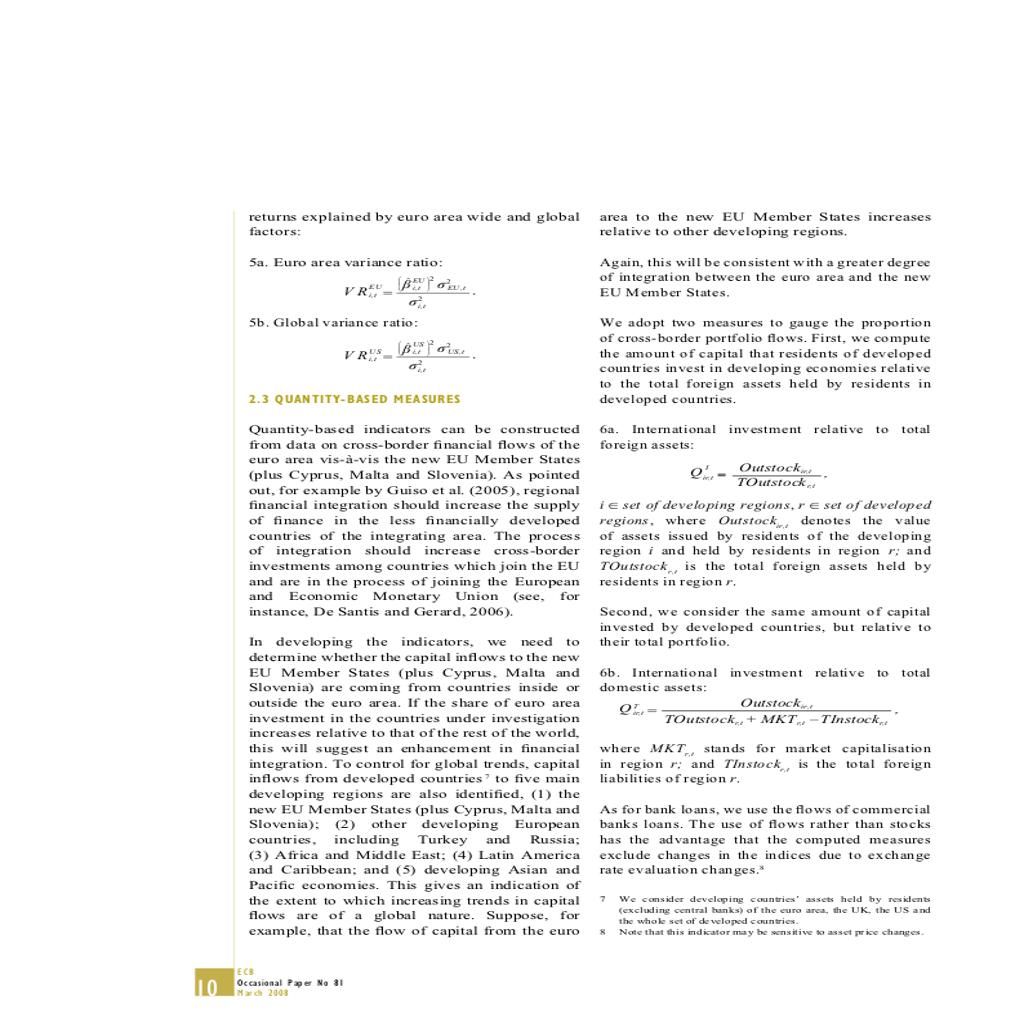 returns explained by euro area wide and global
factors:
5a. Euro area variance ratio:
V R^{EU}_{i,t} = (β̂^{EU}_{i,t})² σ²_{EU,t} / σ²_{i,t} .
5b. Global variance ratio:
V R^{US}_{i,t} = (β̂^{US}_{i,t})² σ²_{US,t} / σ²_{i,t} .
2.3 QUANTITY-BASED MEASURES
Quantity-based indicators can be constructed
from data on cross-border financial flows of the
euro area vis-à-vis the new EU Member States
(plus Cyprus, Malta and Slovenia). As pointed
out, for example by Guiso et al. (2005), regional
financial integration should increase the supply
of finance in the less financially developed
countries of the integrating area. The process
of integration should increase cross-border
investments among countries which join the EU
and are in the process of joining the European
and Economic Monetary Union (see, for
instance, De Santis and Gerard, 2006).
In developing the indicators, we need to
determine whether the capital inflows to the new
EU Member States (plus Cyprus, Malta and
Slovenia) are coming from countries inside or
outside the euro area. If the share of euro area
investment in the countries under investigation
increases relative to that of the rest of the world,
this will suggest an enhancement in financial
integration. To control for global trends, capital
inflows from developed countries 7 to five main
developing regions are also identified, (1) the
new EU Member States (plus Cyprus, Malta and
Slovenia); (2) other developing European
countries, including Turkey and Russia;
(3) Africa and Middle East; (4) Latin America
and Caribbean; and (5) developing Asian and
Pacific economies. This gives an indication of
the extent to which increasing trends in capital
flows are of a global nature. Suppose, for
example, that the flow of capital from the euro
area to the new EU Member States increases
relative to other developing regions.
Again, this will be consistent with a greater degree
of integration between the euro area and the new
EU Member States.
We adopt two measures to gauge the proportion
of cross-border portfolio flows. First, we compute
the amount of capital that residents of developed
countries invest in developing economies relative
to the total foreign assets held by residents in
developed countries.
6a. International investment relative to total
foreign assets:
Q^{I}_{ir,t} = Outstock_{ir,t} / TOutstock_{r,t} ,
i ∈ set of developing regions, r ∈ set of developed
regions, where Outstock_{ir,t} denotes the value
of assets issued by residents of the developing
region i and held by residents in region r; and
TOutstock_{r,t} is the total foreign assets held by
residents in region r.
Second, we consider the same amount of capital
invested by developed countries, but relative to
their total portfolio.
6b. International investment relative to total
domestic assets:
Q^{T}_{ir,t} = Outstock_{ir,t} / TOutstock_{r,t} + MKT_{r,t} − TInstock_{r,t} ,
where MKT_{r,t} stands for market capitalisation
in region r; and TInstock_{r,t} is the total foreign
liabilities of region r.
As for bank loans, we use the flows of commercial
banks loans. The use of flows rather than stocks
has the advantage that the computed measures
exclude changes in the indices due to exchange
rate evaluation changes.8
7 We consider developing countries' assets held by residents
(excluding central banks) of the euro area, the UK, the US and
the whole set of developed countries.
8 Note that this indicator may be sensitive to asset price changes.
10
ECB
Occasional Paper No 81
March 2008